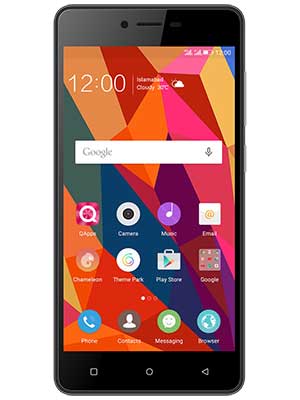 12:00
12:00
Islamabad
Cloudy 30°C
Google
QApps
Camera
Music
Email
Chameleon
Theme Park
Play Store
Google
Phone
Contacts
Messaging
Browser